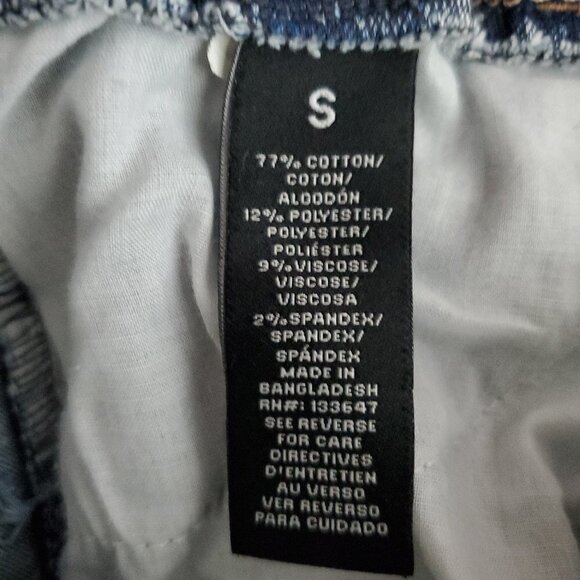 S
77% COTTON/
COTON/
ALGODÓN
12% POLYESTER/
POLYESTER/
POLIÉSTER
9% VISCOSE/
VISCOSE/
VISCOSA
2% SPANDEX/
SPANDEX/
SPÁNDEX
MADE IN
BANGLADESH
RN#: 133647
SEE REVERSE
FOR CARE
DIRECTIVES
D'ENTRETIEN
AU VERSO
VER REVERSO
PARA CUIDADO